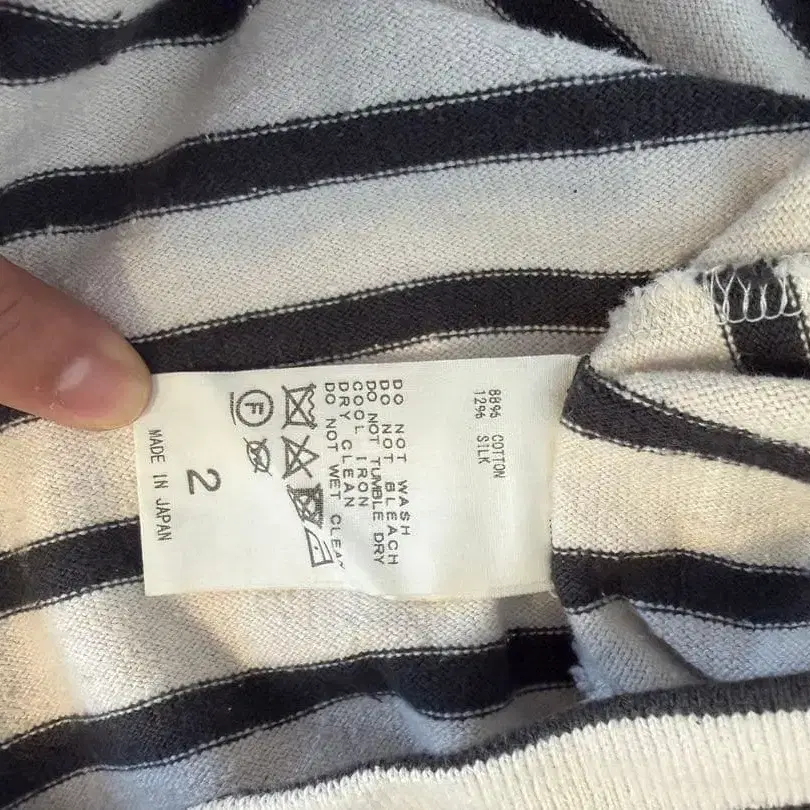 88% COTTON
12% SILK
DO NOT WASH
DO NOT BLEACH
DO NOT TUMBLE DRY
COOL IRON
DRY CLEAN
DO NOT WET CLEAN
F
2
MADE IN JAPAN